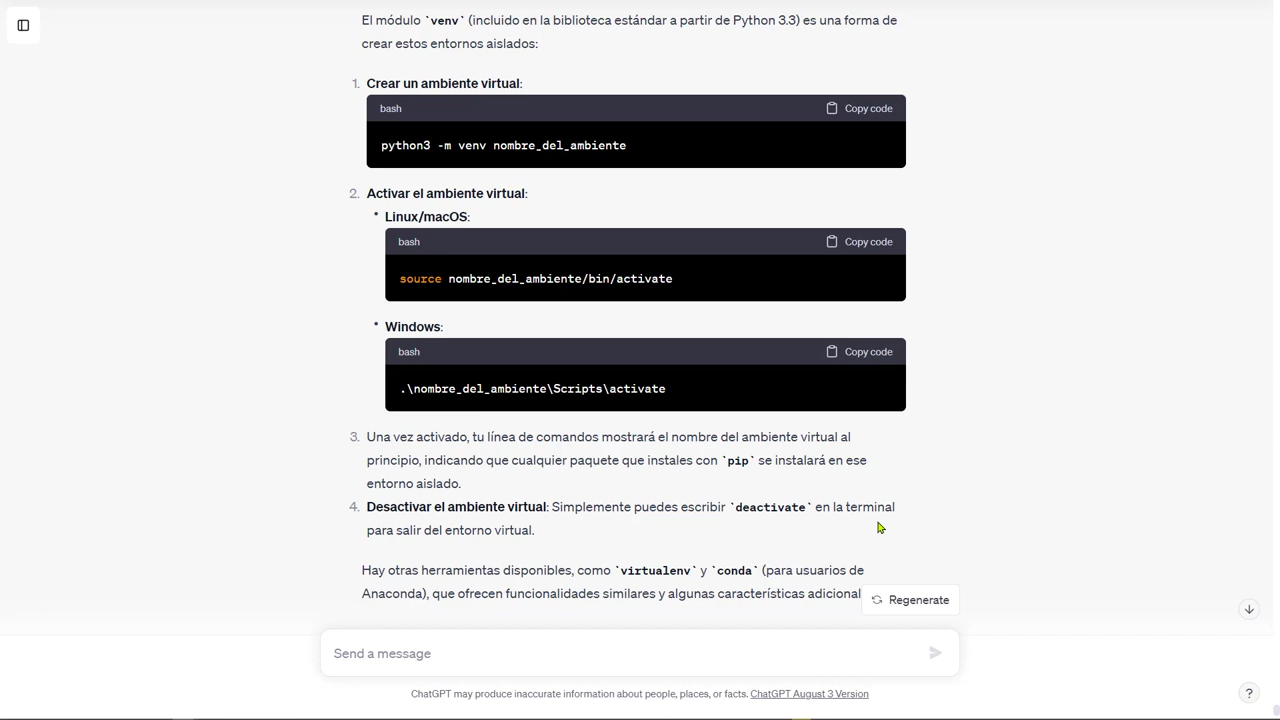 El módulo `venv` (incluido en la biblioteca estándar a partir de Python 3.3) es una forma de
crear estos entornos aislados:
1. Crear un ambiente virtual:
bash
Copy code
python3 -m venv nombre_del_ambiente
2. Activar el ambiente virtual:
• Linux/macOS:
bash
Copy code
source nombre_del_ambiente/bin/activate
• Windows:
bash
Copy code
.\nombre_del_ambiente\Scripts\activate
3. Una vez activado, tu línea de comandos mostrará el nombre del ambiente virtual al
principio, indicando que cualquier paquete que instales con `pip` se instalará en ese
entorno aislado.
4. Desactivar el ambiente virtual: Simplemente puedes escribir `deactivate` en la terminal
para salir del entorno virtual.
Hay otras herramientas disponibles, como `virtualenv` y `conda` (para usuarios de
Anaconda), que ofrecen funcionalidades similares y algunas características adicional
Regenerate
Send a message
ChatGPT may produce inaccurate information about people, places, or facts. ChatGPT August 3 Version
?